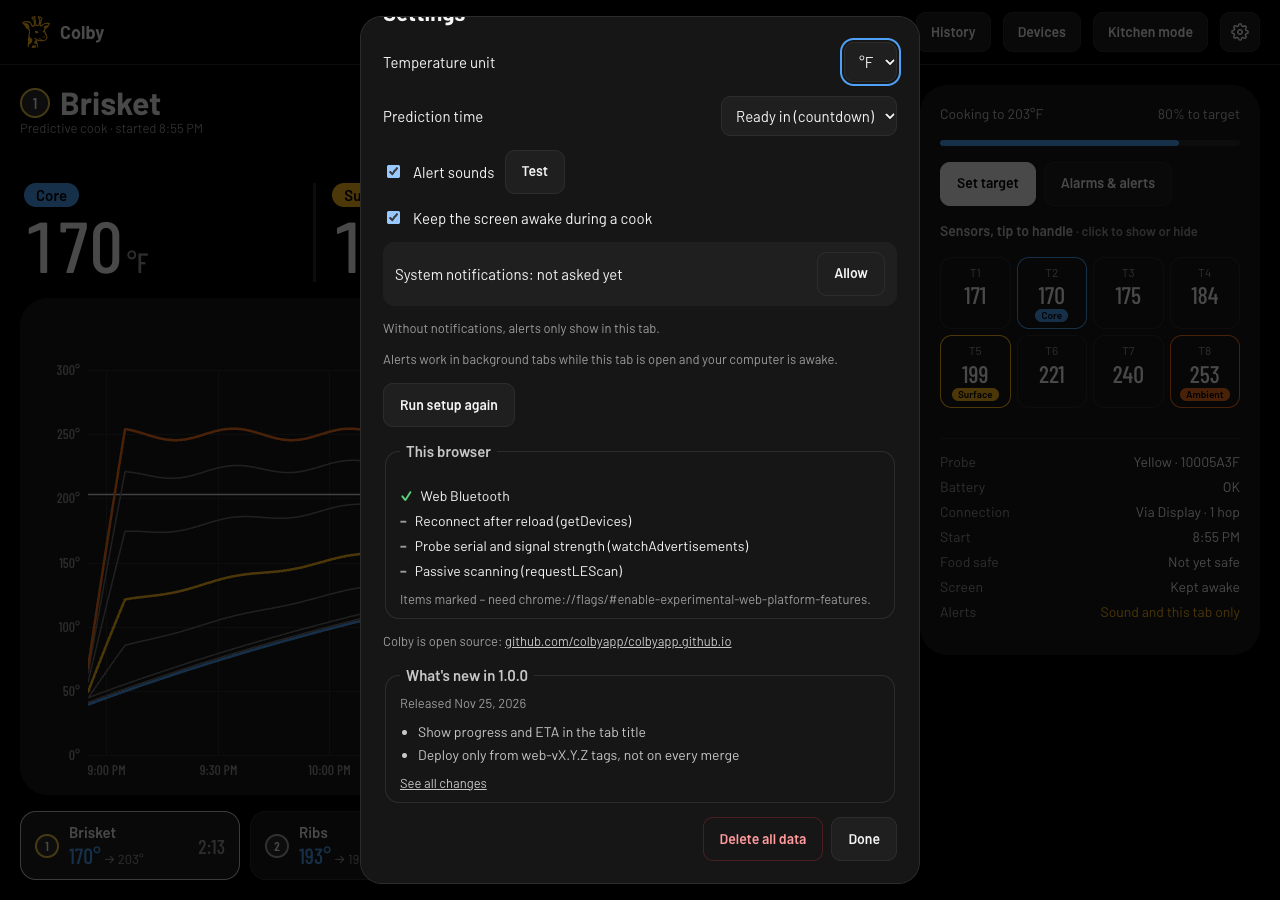 Colby
History
Devices
Kitchen mode
1
Brisket
Predictive cook · started 8:55 PM
Core
170°F
300°
250°
200°
150°
100°
50°
0°
9:00 PM
9:30 PM
10:00 PM
1
Brisket
2:13
170° → 203°
2
Ribs
193°
Settings
Temperature unit
°F
Prediction time
Ready in (countdown)
Alert sounds
Test
Keep the screen awake during a cook
System notifications: not asked yet
Allow
Without notifications, alerts only show in this tab.
Alerts work in background tabs while this tab is open and your computer is awake.
Run setup again
This browser
Web Bluetooth
– Reconnect after reload (getDevices)
– Probe serial and signal strength (watchAdvertisements)
– Passive scanning (requestLEScan)
Items marked – need chrome://flags/#enable-experimental-web-platform-features.
Colby is open source: github.com/colbyapp/colbyapp.github.io
What's new in 1.0.0
Released Nov 25, 2026
• Show progress and ETA in the tab title
• Deploy only from web-vX.Y.Z tags, not on every merge
See all changes
Delete all data
Done
Cooking to 203°F
80% to target
Set target
Alarms & alerts
Sensors, tip to handle · click to show or hide
T1
171
T2
170
Core
T3
175
T4
184
T5
199
Surface
T6
221
T7
240
T8
253
Ambient
Probe
Yellow · 10005A3F
Battery
OK
Connection
Via Display · 1 hop
Start
8:55 PM
Food safe
Not yet safe
Screen
Kept awake
Alerts
Sound and this tab only